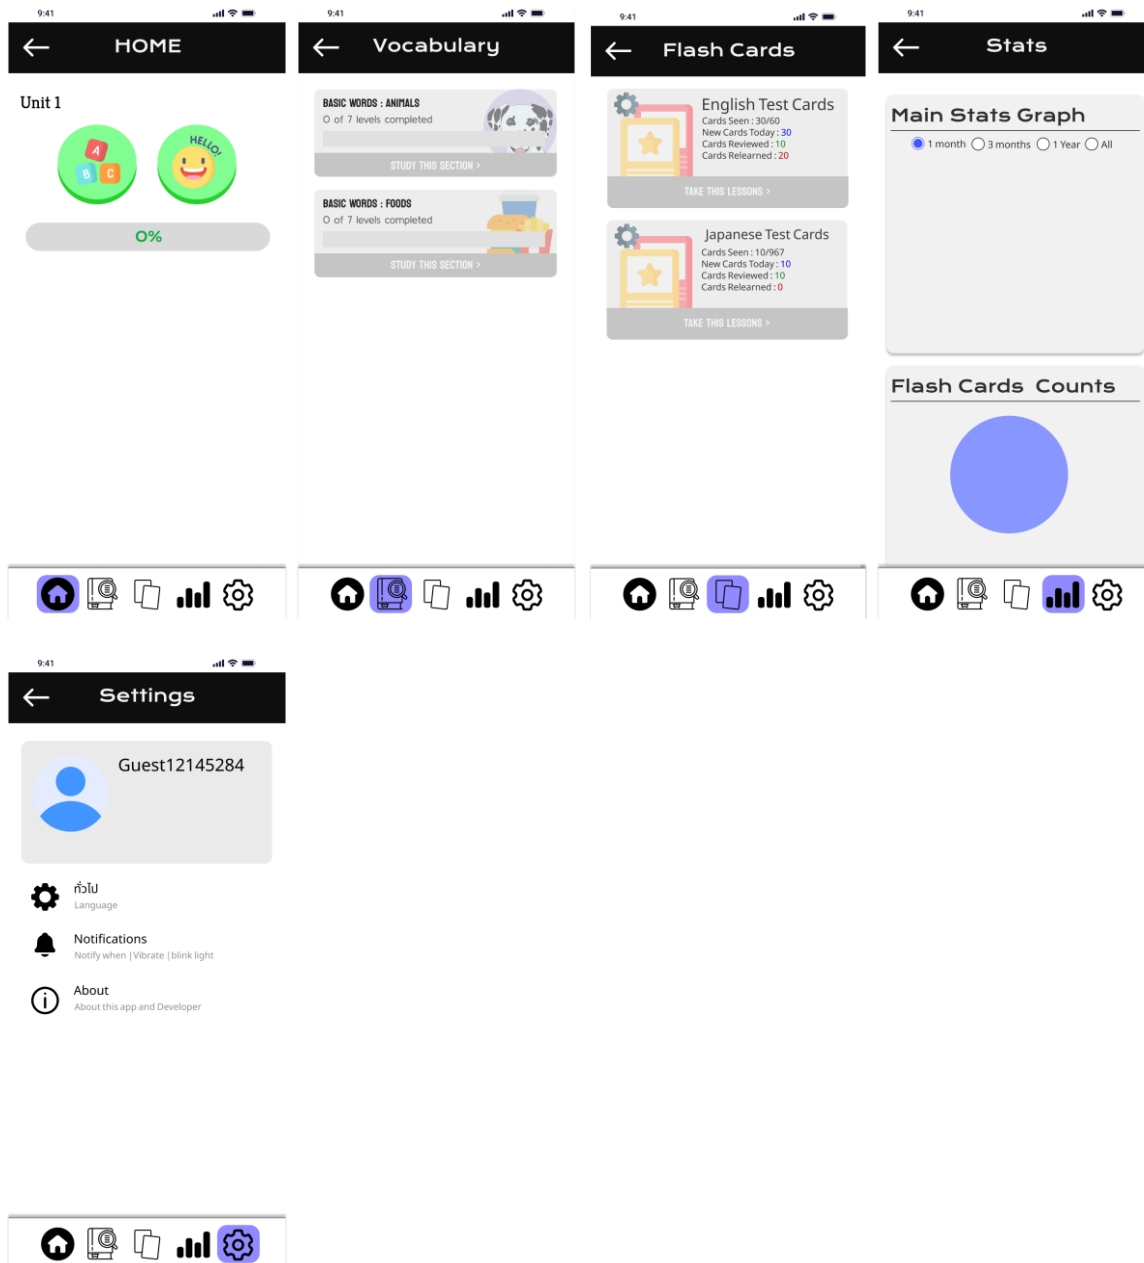 9:41
HOME
Unit 1
A
B
C
HELLO!
0%
9:41
Vocabulary
BASIC WORDS : ANIMALS
0 of 7 levels completed
STUDY THIS SECTION >
BASIC WORDS : FOODS
0 of 7 levels completed
STUDY THIS SECTION >
9:41
Flash Cards
English Test Cards
Cards Seen : 30/60
New Cards Today : 30
Cards Reviewed : 10
Cards Relearned : 20
TAKE THIS LESSONS >
Japanese Test Cards
Cards Seen : 10/967
New Cards Today : 10
Cards Reviewed : 10
Cards Relearned : 0
TAKE THIS LESSONS >
9:41
Stats
Main Stats Graph
1 month 3 months 1 Year All
Flash Cards Counts
9:41
Settings
Guest12145284
ทั่วไป
Language
Notifications
Notify when |Vibrate |blink light
About
About this app and Developer